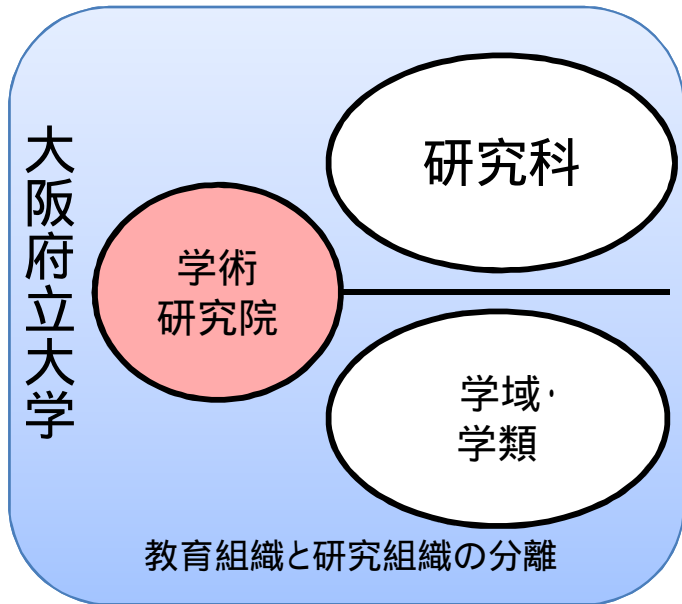 大阪府立大学
研究科
学術
研究院
学域・
学類
教育組織と研究組織の分離